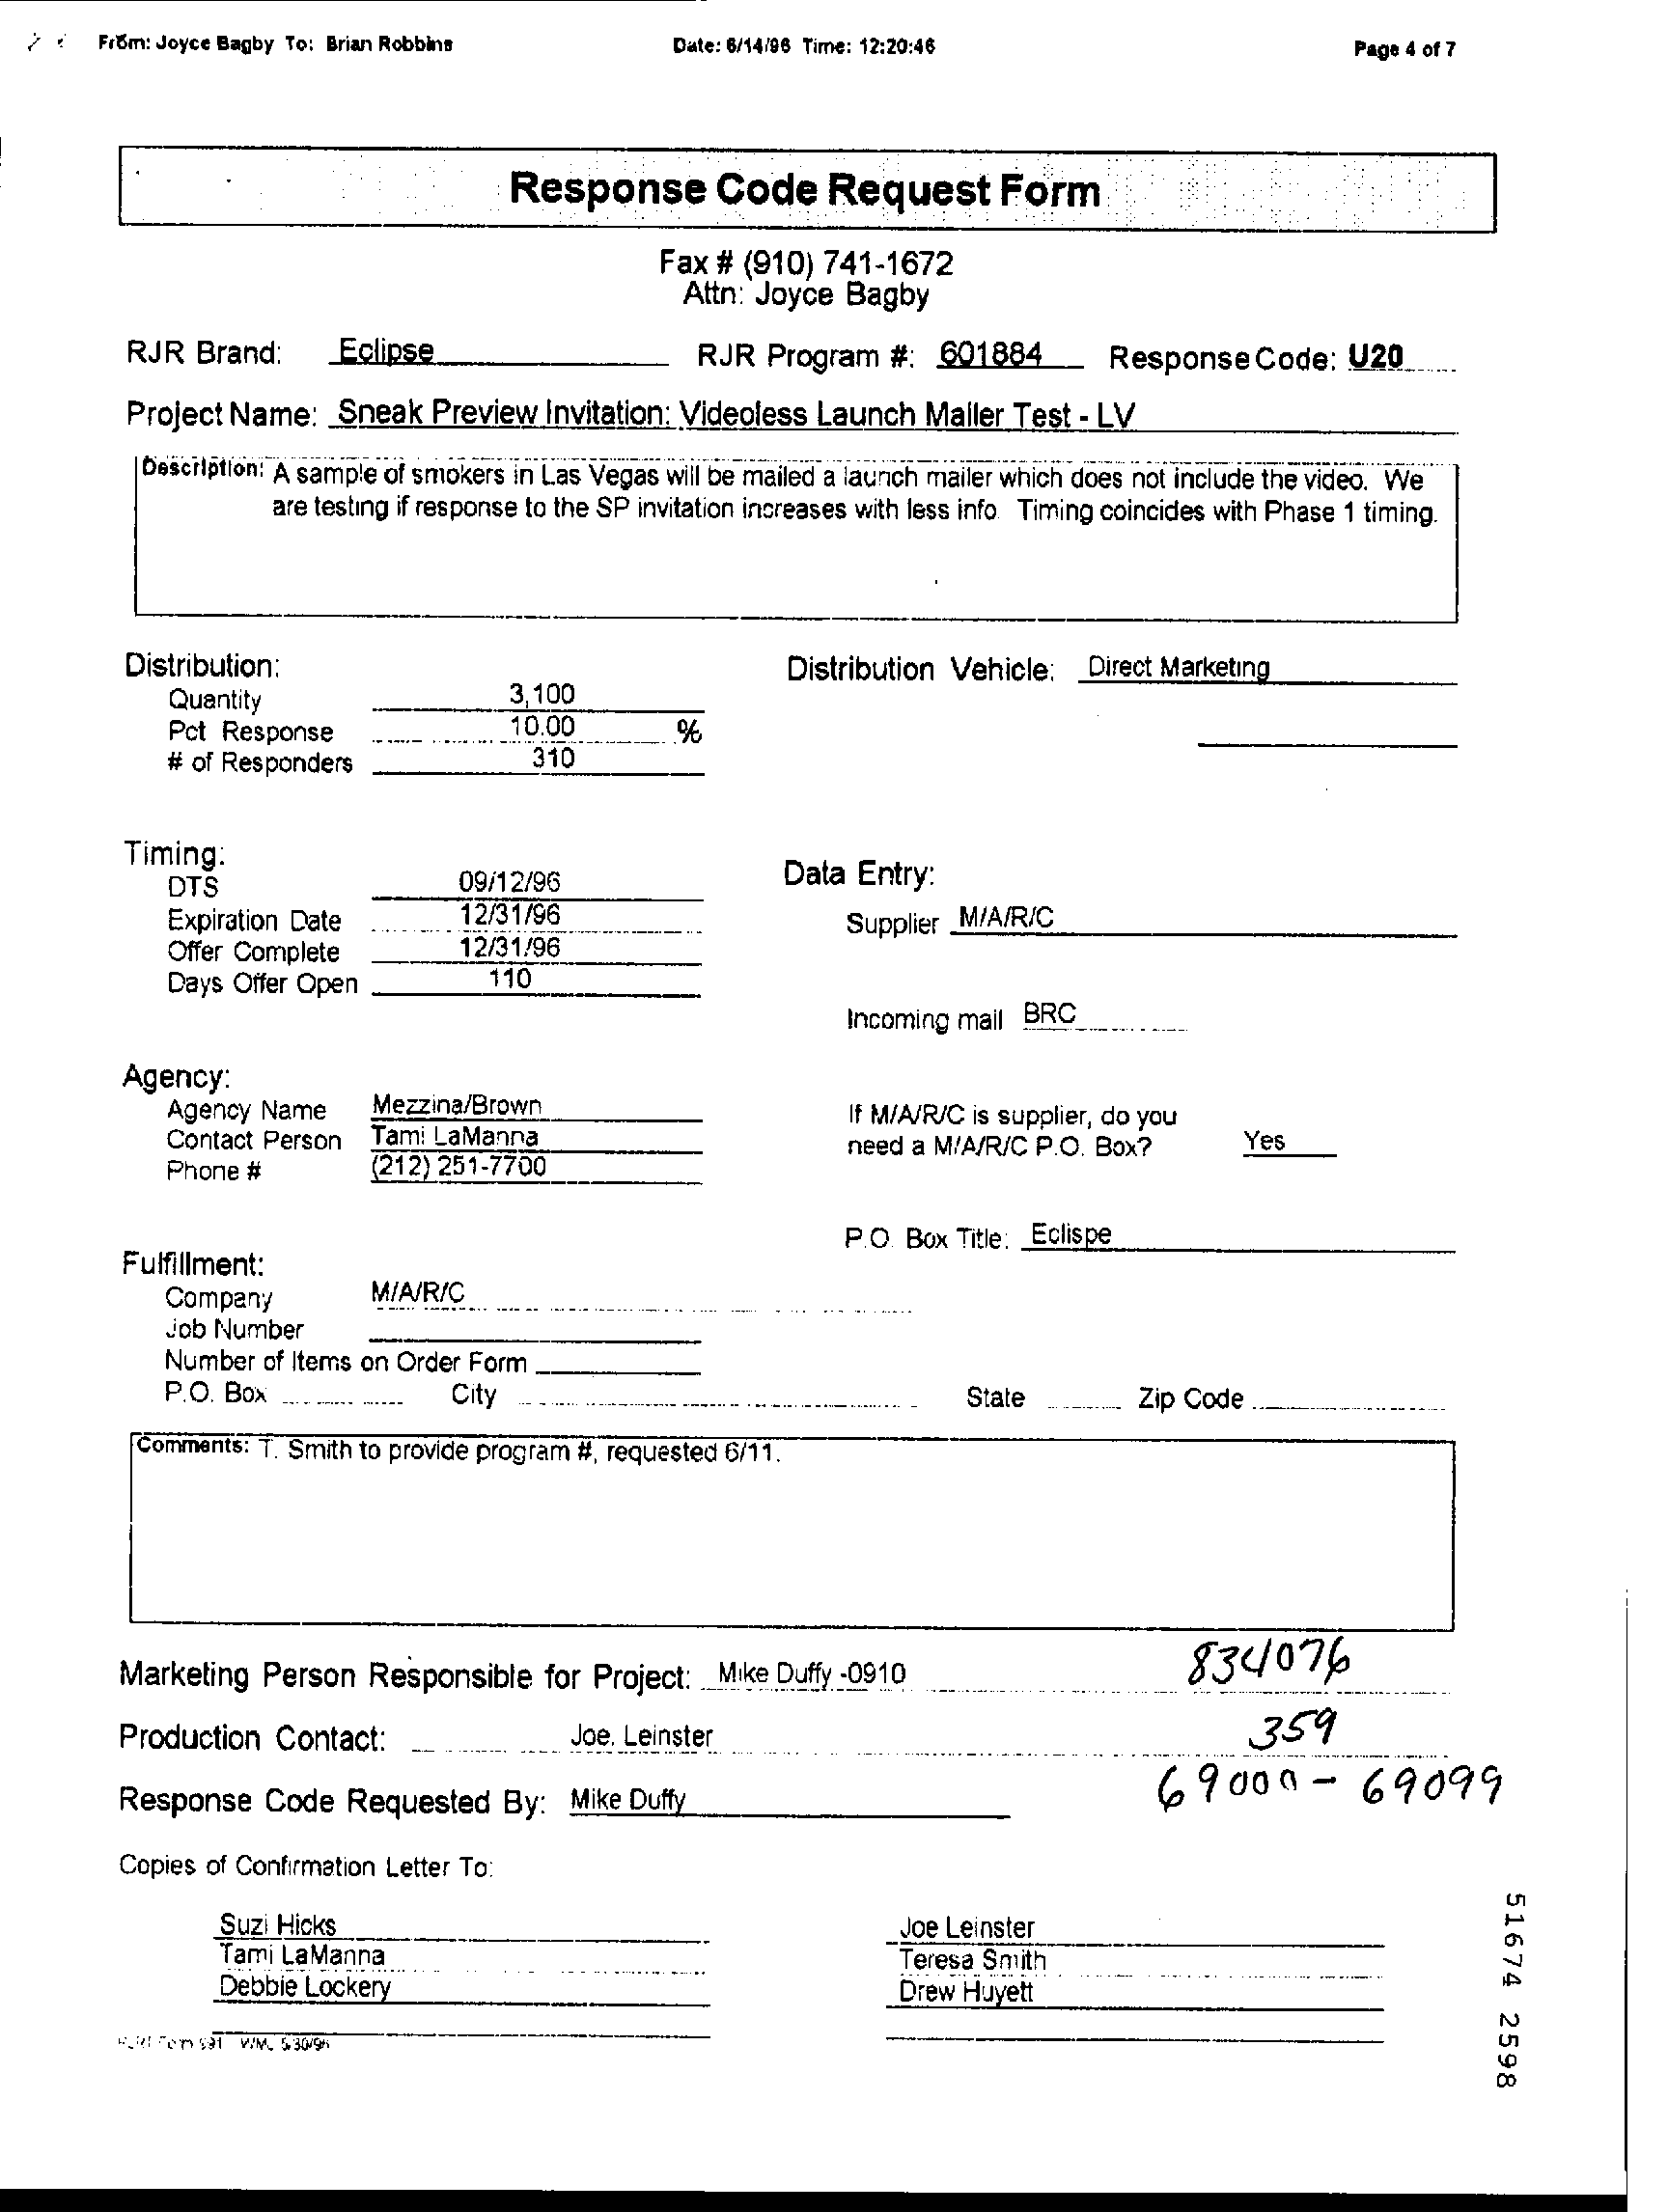 From: Joyce Bagby To: Brian Robbins Date: 6/14/96 Time: 12:20:46 Page 4 of 7
Response Code Request Form
Fax # (910) 741-1672
Attn: Joyce Bagby
RJR Brand: Eclipse RJR Program #: 601884 Response Code: U20
Project Name: Sneak Preview Invitation: Videoless Launch Mailer Test - LV
Description: A sample of smokers in Las Vegas will be mailed a launch mailer which does not include the video. We
are testing if response to the SP invitation increases with less info. Timing coincides with Phase 1 timing.
Distribution: Distribution Vehicle: Direct Marketing
Quantity 3,100
Pct Response 10.00 %
# of Responders 310
Timing:
DTS 09/12/96 Data Entry:
Expiration Date 12/31/96 Supplier M/A/R/C
Offer Complete 12/31/96
Days Offer Open 110
Incoming mail BRC
Agency:
Agency Name Mezzina/Brown If M/A/R/C is supplier, do you
Contact Person Tami LaManna need a M/A/R/C P.O. Box? Yes
Phone # (212) 251-7700
P.O. Box Title: Eclispe
Fulfillment:
Company M/A/R/C
Job Number
Number of Items on Order Form
P.O. Box City State Zip Code
Comments: T. Smith to provide program #, requested 6/11.
Marketing Person Responsible for Project: Mike Duffy -0910 834076
Production Contact: Joe. Leinster 359
Response Code Requested By: Mike Duffy 69000 - 69099
Copies of Confirmation Letter To:
Suzi Hicks Joe Leinster
Tami LaManna Teresa Smith
Debbie Lockery Drew Huyett
51674 2598